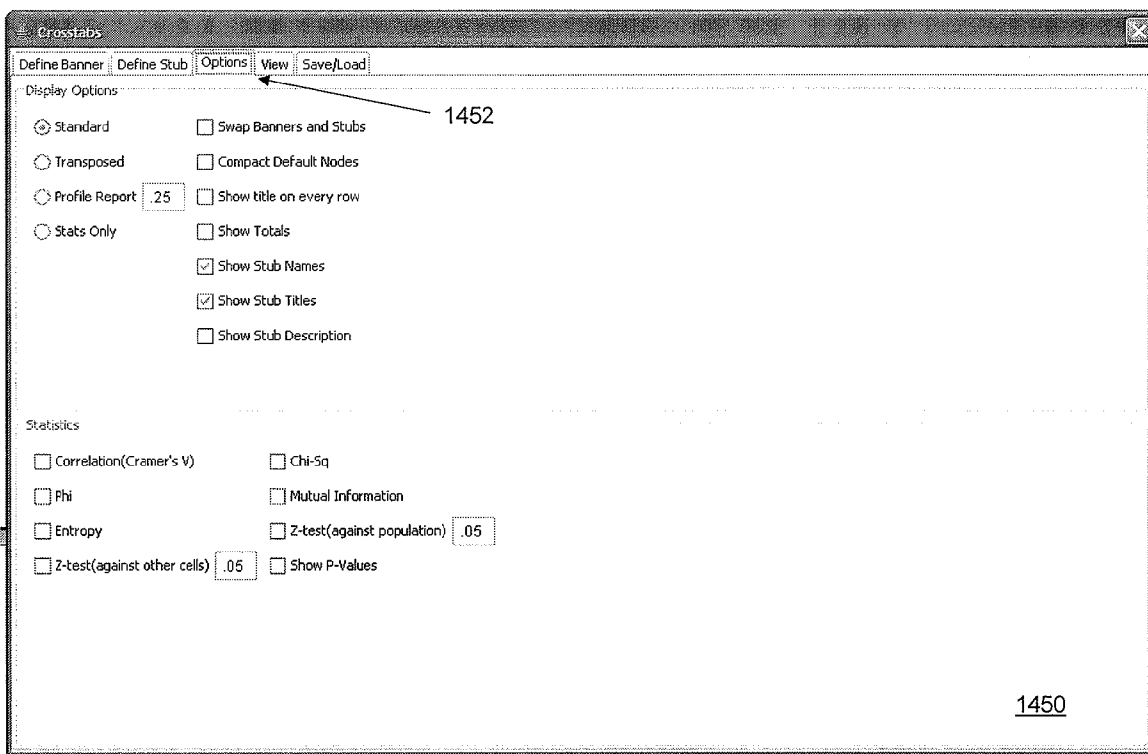 Crosstabs
Define Banner Define Stub Options View Save/Load
Display Options
1452
Standard Swap Banners and Stubs
Transposed Compact Default Nodes
Profile Report .25 Show title on every row
Stats Only Show Totals
Show Stub Names
Show Stub Titles
Show Stub Description
Statistics
Correlation(Cramer's V) Chi-Sq
Phi Mutual Information
Entropy Z-test(against population) .05
Z-test(against other cells) .05 Show P-Values
1450